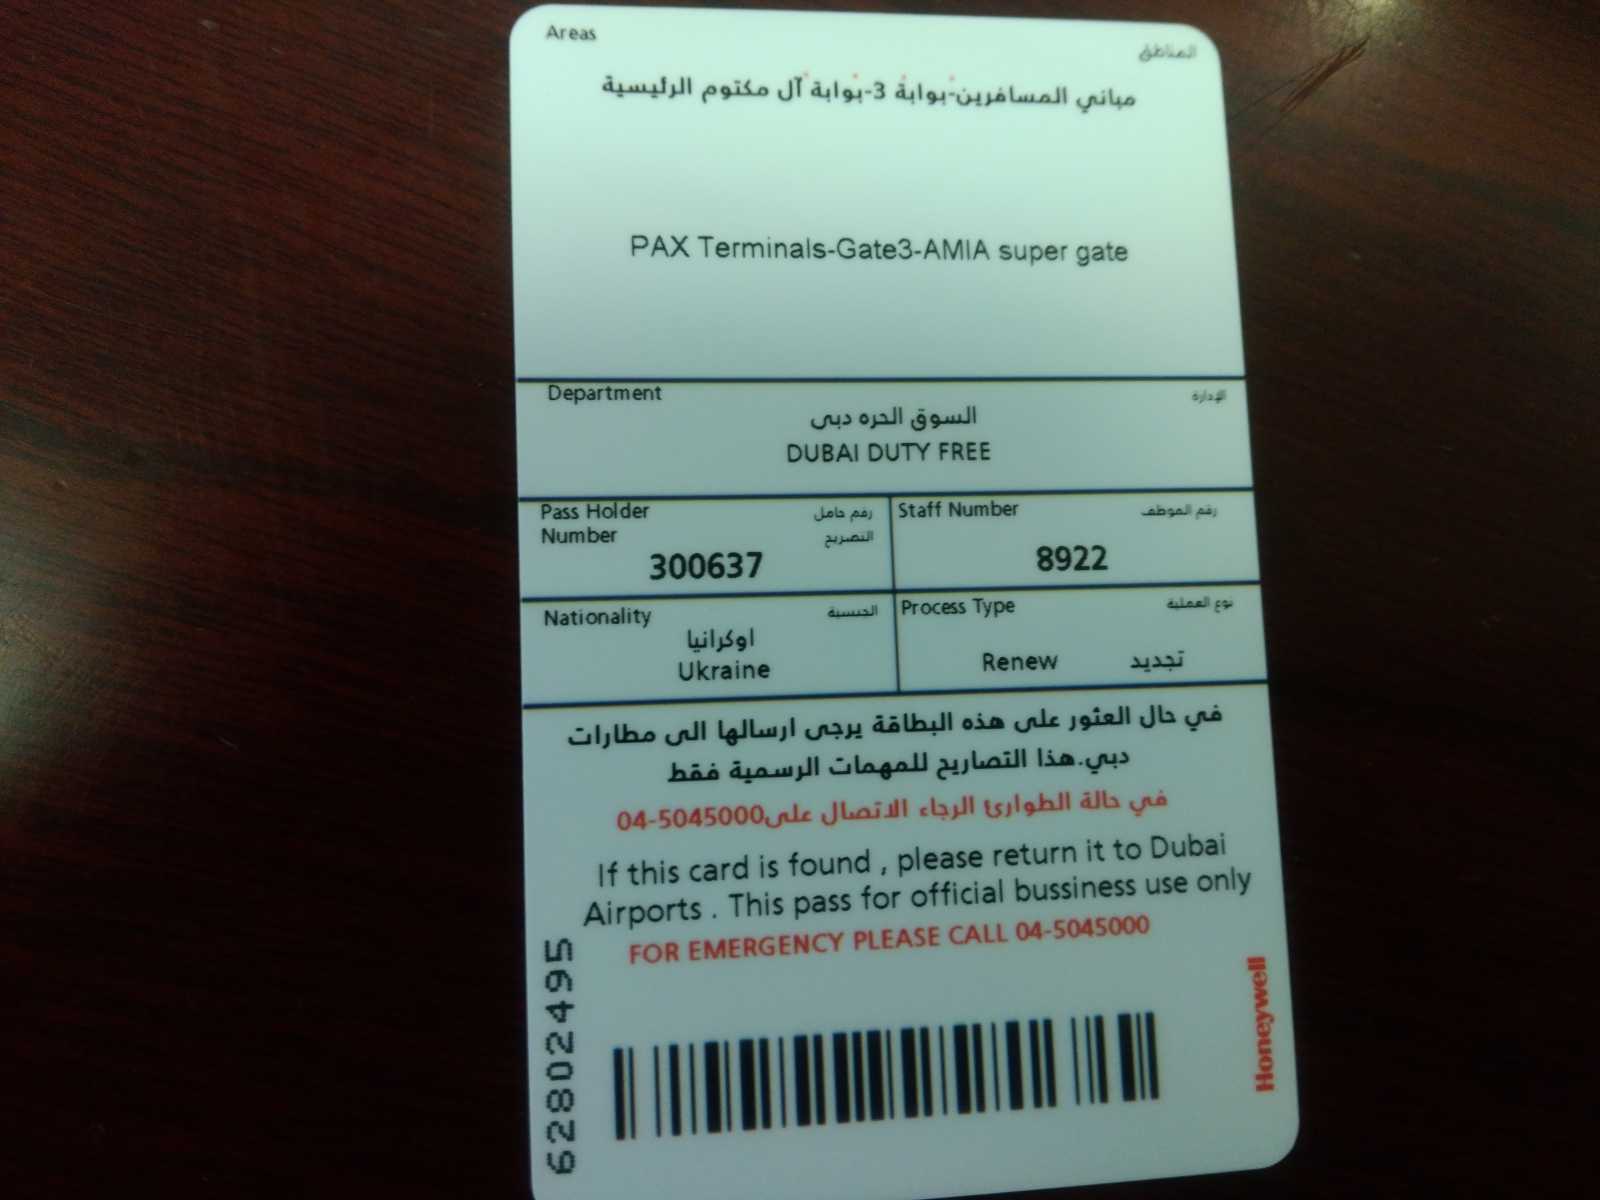 Areas
المناطق
مباني المسافرين-بوابة 3-بوابة آل مكتوم الرئيسية
PAX Terminals-Gate3-AMIA super gate
Department
الإدارة
السوق الحره دبى
DUBAI DUTY FREE
Pass Holder
Number
رقم حامل
التصريح
300637
Staff Number
رقم الموظف
8922
Nationality
الجنسية
اوكرانيا
Ukraine
Process Type
نوع العملية
Renew
تجديد
في حال العثور على هذه البطاقة يرجى ارسالها الى مطارات
دبي.هذا التصاريح للمهمات الرسمية فقط
في حالة الطوارئ الرجاء الاتصال على04-5045000
If this card is found , please return it to Dubai
Airports . This pass for official bussiness use only
FOR EMERGENCY PLEASE CALL 04-5045000
62802495
Honeywell